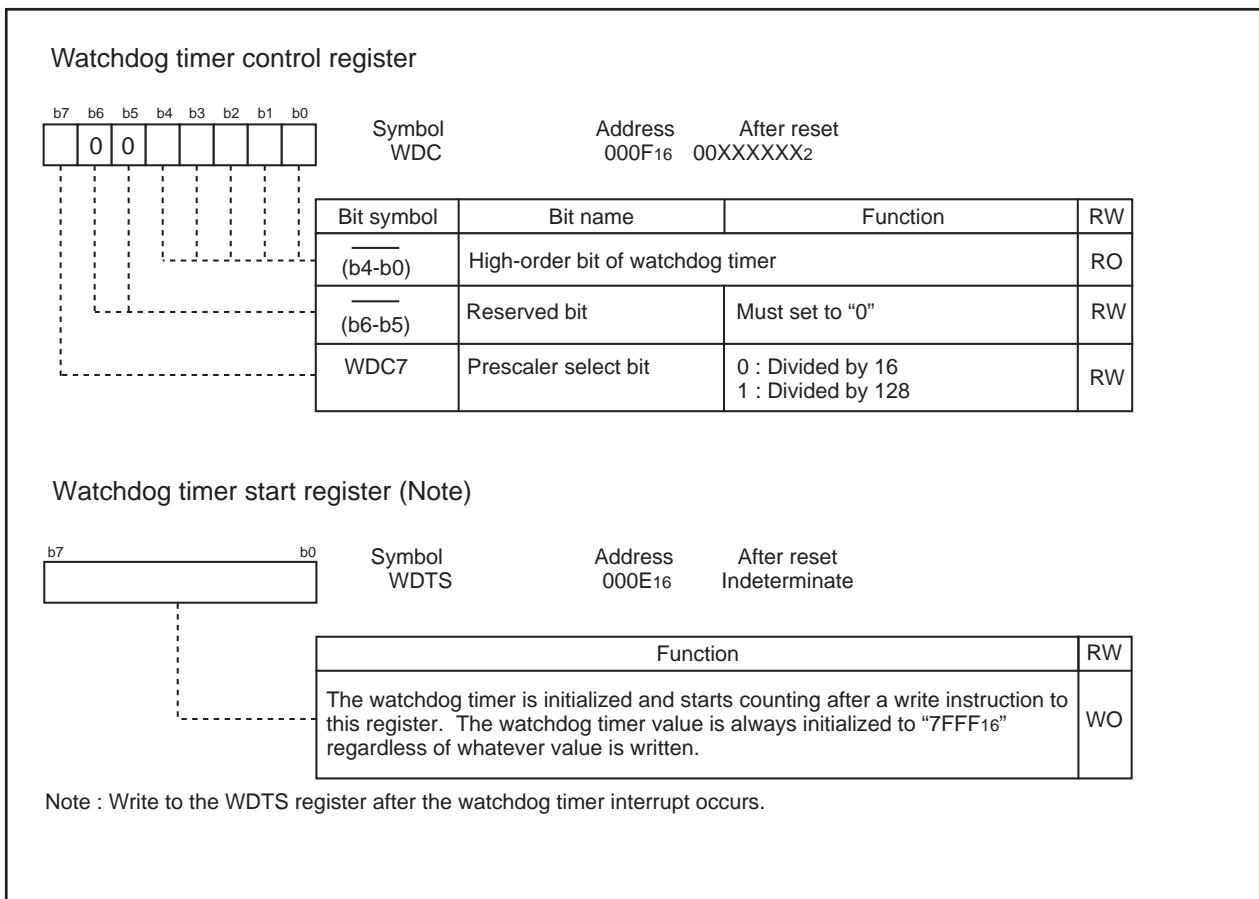 Watchdog timer control register
b7 b6 b5 b4 b3 b2 b1 b0
0 0
Symbol Address After reset
WDC 000F16 00XXXXXX2
Bit symbol Bit name Function RW
(b4-b0) High-order bit of watchdog timer RO
(b6-b5) Reserved bit Must set to “0” RW
WDC7 Prescaler select bit 0 : Divided by 16
1 : Divided by 128 RW
Watchdog timer start register (Note)
b7 b0
Symbol Address After reset
WDTS 000E16 Indeterminate
Function RW
The watchdog timer is initialized and starts counting after a write instruction to
this register. The watchdog timer value is always initialized to “7FFF16” WO
regardless of whatever value is written.
Note : Write to the WDTS register after the watchdog timer interrupt occurs.